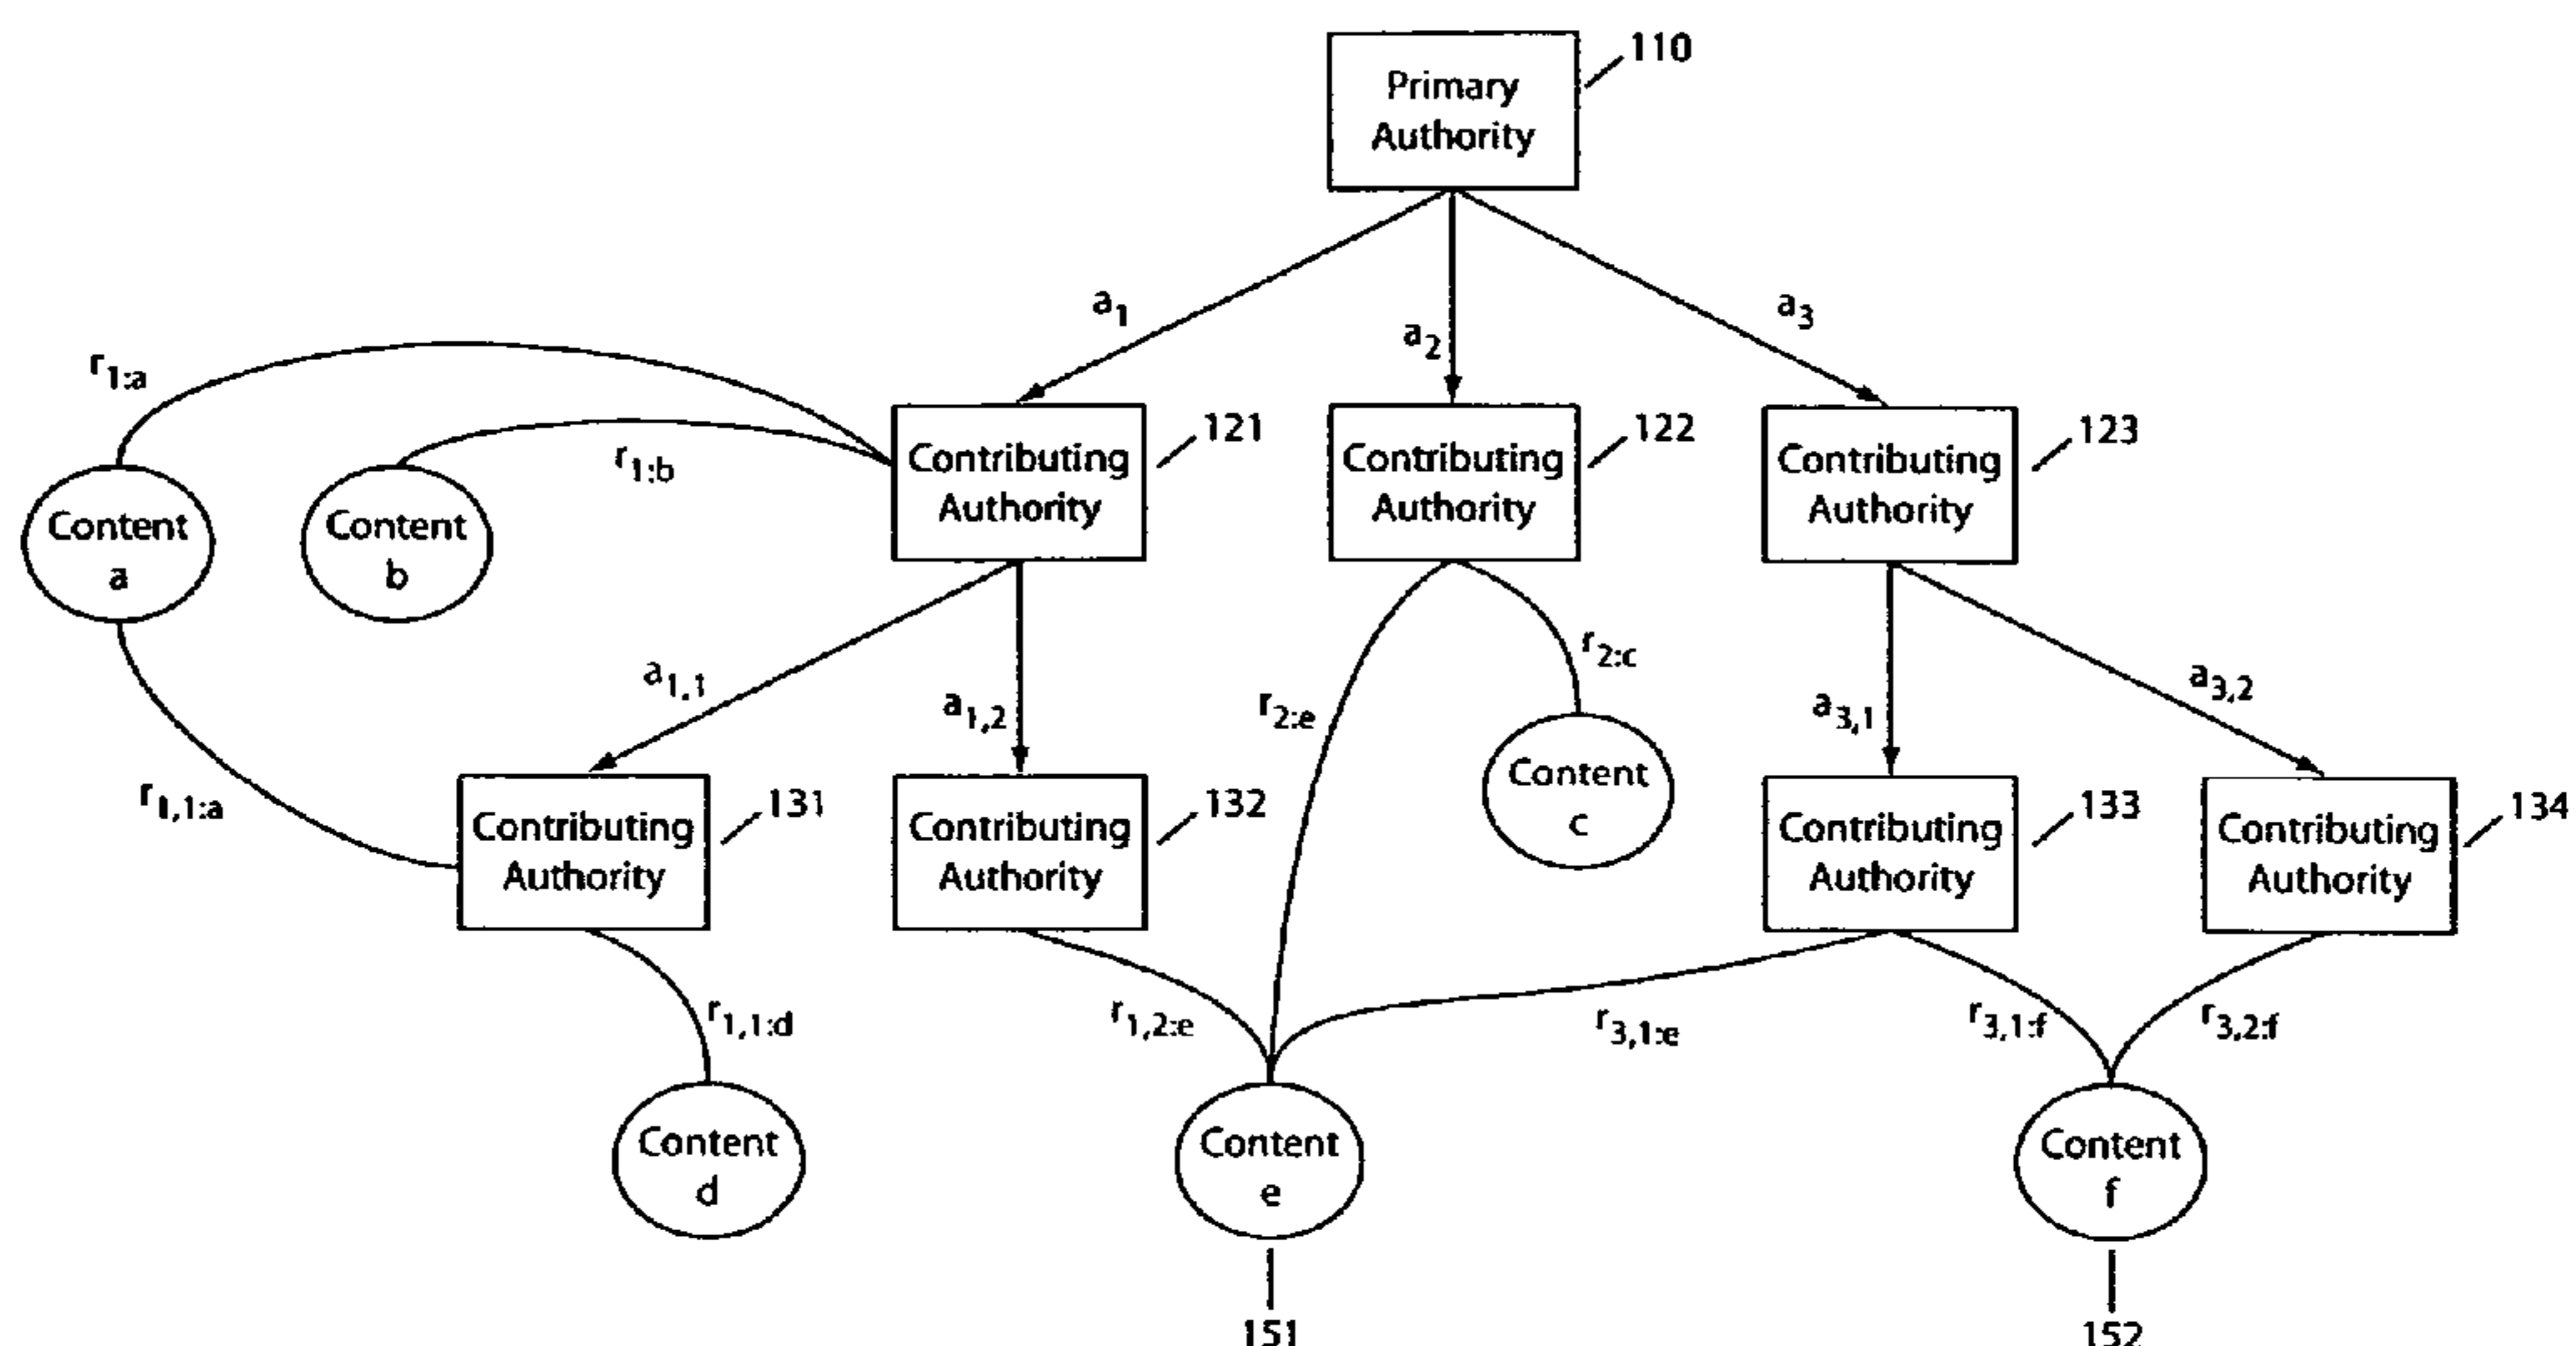 110
Primary
Authority
a1
a2
a3
r1:a
r1:b
121
122
123
Contributing
Authority
Contributing
Authority
Contributing
Authority
Content
a
Content
b
a1,1
a1,2
r2:e
r2:c
a3,1
a3,2
r1,1:a
131
132
133
134
Content
c
Contributing
Authority
Contributing
Authority
Contributing
Authority
Contributing
Authority
r1,1:d
r1,2:e
r3,1:e
r3,1:f
r3,2:f
Content
d
Content
e
Content
f
151
152